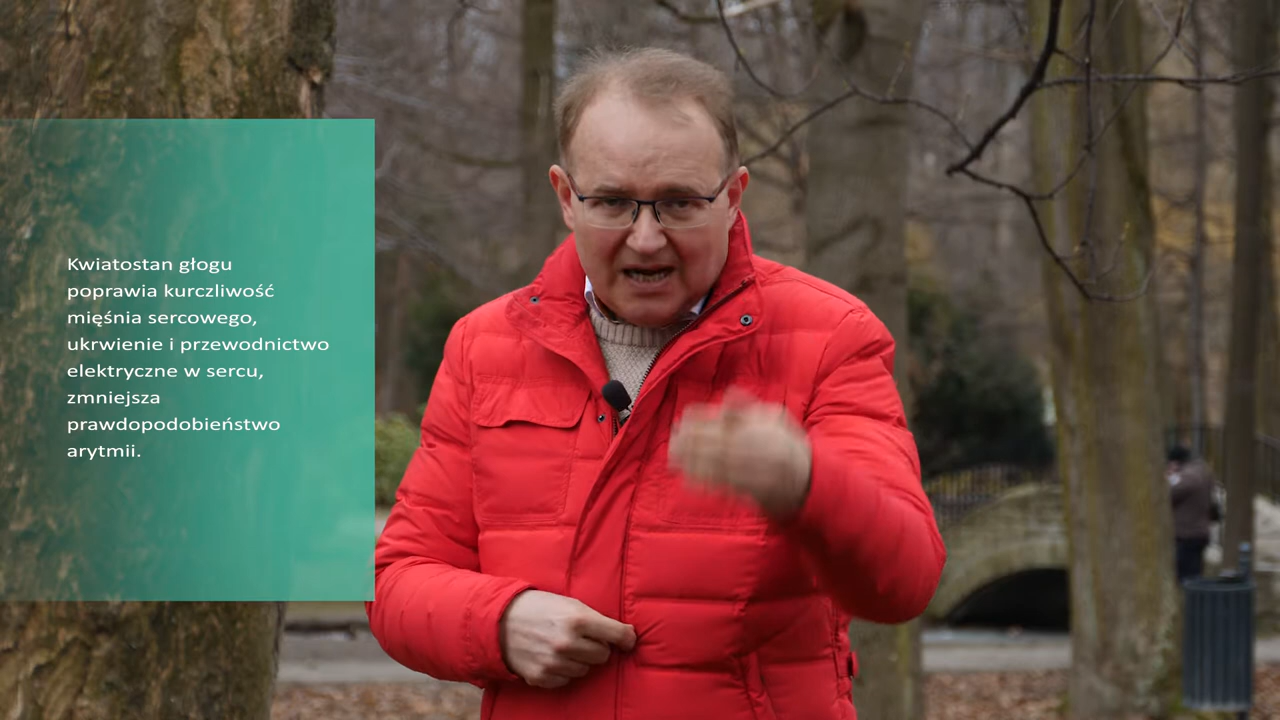 Kwiatostan głogu
poprawia kurczliwość
mięśnia sercowego,
ukrwienie i przewodnictwo
elektryczne w sercu,
zmniejsza
prawdopodobieństwo
arytmii.